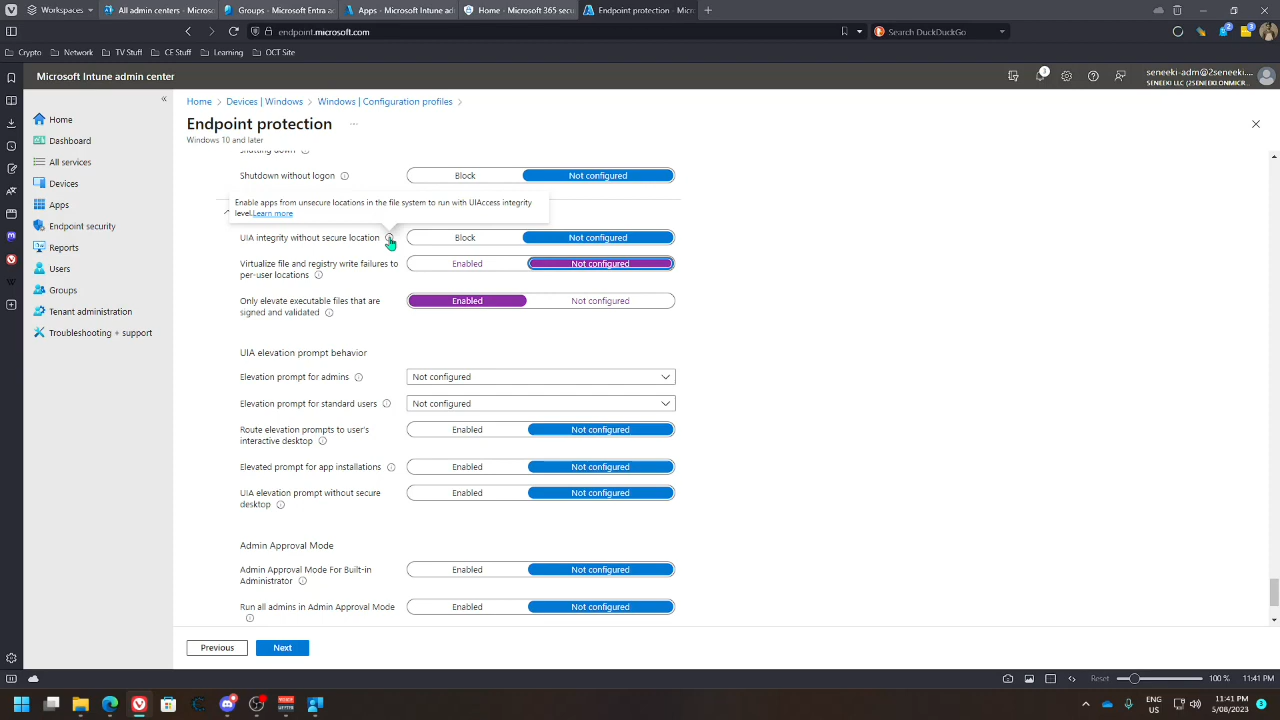 Workspaces
All admin centers - Micros
Groups - Microsoft Entra a
Apps - Microsoft Intune ad
Home - Microsoft 365 secu
Endpoint protection - Micr
endpoint.microsoft.com
Search DuckDuckGo
Crypto
Network
TV Stuff
CE Stuff
Learning
OCT Site
Microsoft Intune admin center
seneeki-adm@2seneeki....
SENEEKI LLC (2SENEEKI.ONMICR...
Home > Devices | Windows > Windows | Configuration profiles >
Endpoint protection ...
Windows 10 and later
Home
Dashboard
All services
Devices
Apps
Endpoint security
Reports
Users
Groups
Tenant administration
Troubleshooting + support
shutting down
Shutdown without logon
Block
Not configured
Enable apps from unsecure locations in the file system to run with UIAccess integrity
level.Learn more
UIA integrity without secure location
Block
Not configured
Virtualize file and registry write failures to
per-user locations
Enabled
Not configured
Only elevate executable files that are
signed and validated
Enabled
Not configured
UIA elevation prompt behavior
Elevation prompt for admins
Not configured
Elevation prompt for standard users
Not configured
Route elevation prompts to user's
interactive desktop
Enabled
Not configured
Elevated prompt for app installations
Enabled
Not configured
UIA elevation prompt without secure
desktop
Enabled
Not configured
Admin Approval Mode
Admin Approval Mode For Built-in
Administrator
Enabled
Not configured
Run all admins in Admin Approval Mode
Enabled
Not configured
Previous
Next
Reset
100 %
11:41 PM
ENG
US
11:41 PM
5/08/2023